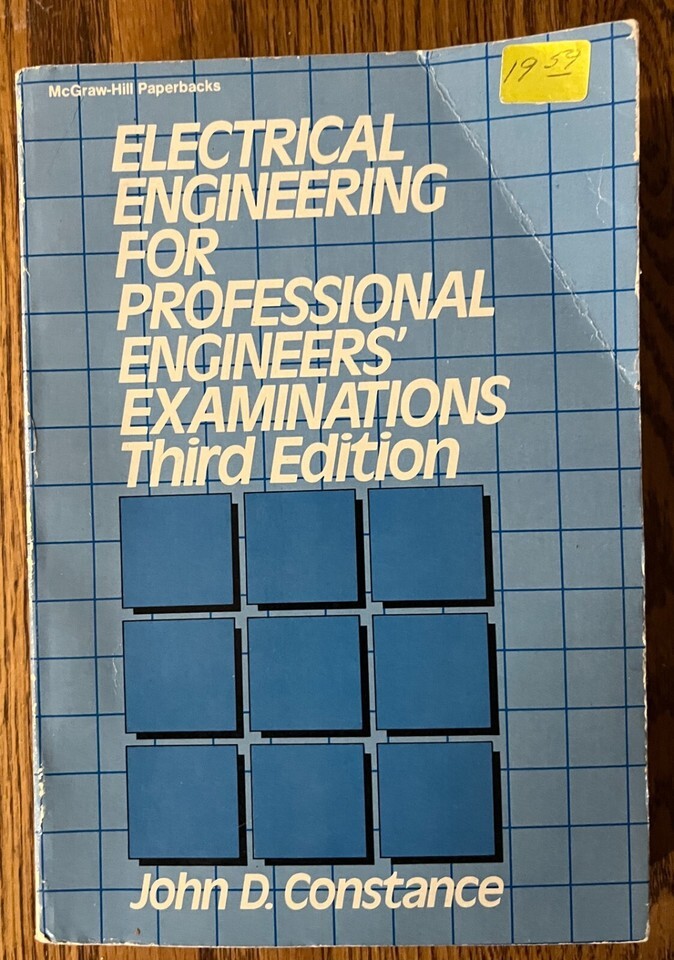 McGraw-Hill Paperbacks
19 59
ELECTRICAL
ENGINEERING
FOR
PROFESSIONAL
ENGINEERS'
EXAMINATIONS
Third Edition
John D. Constance